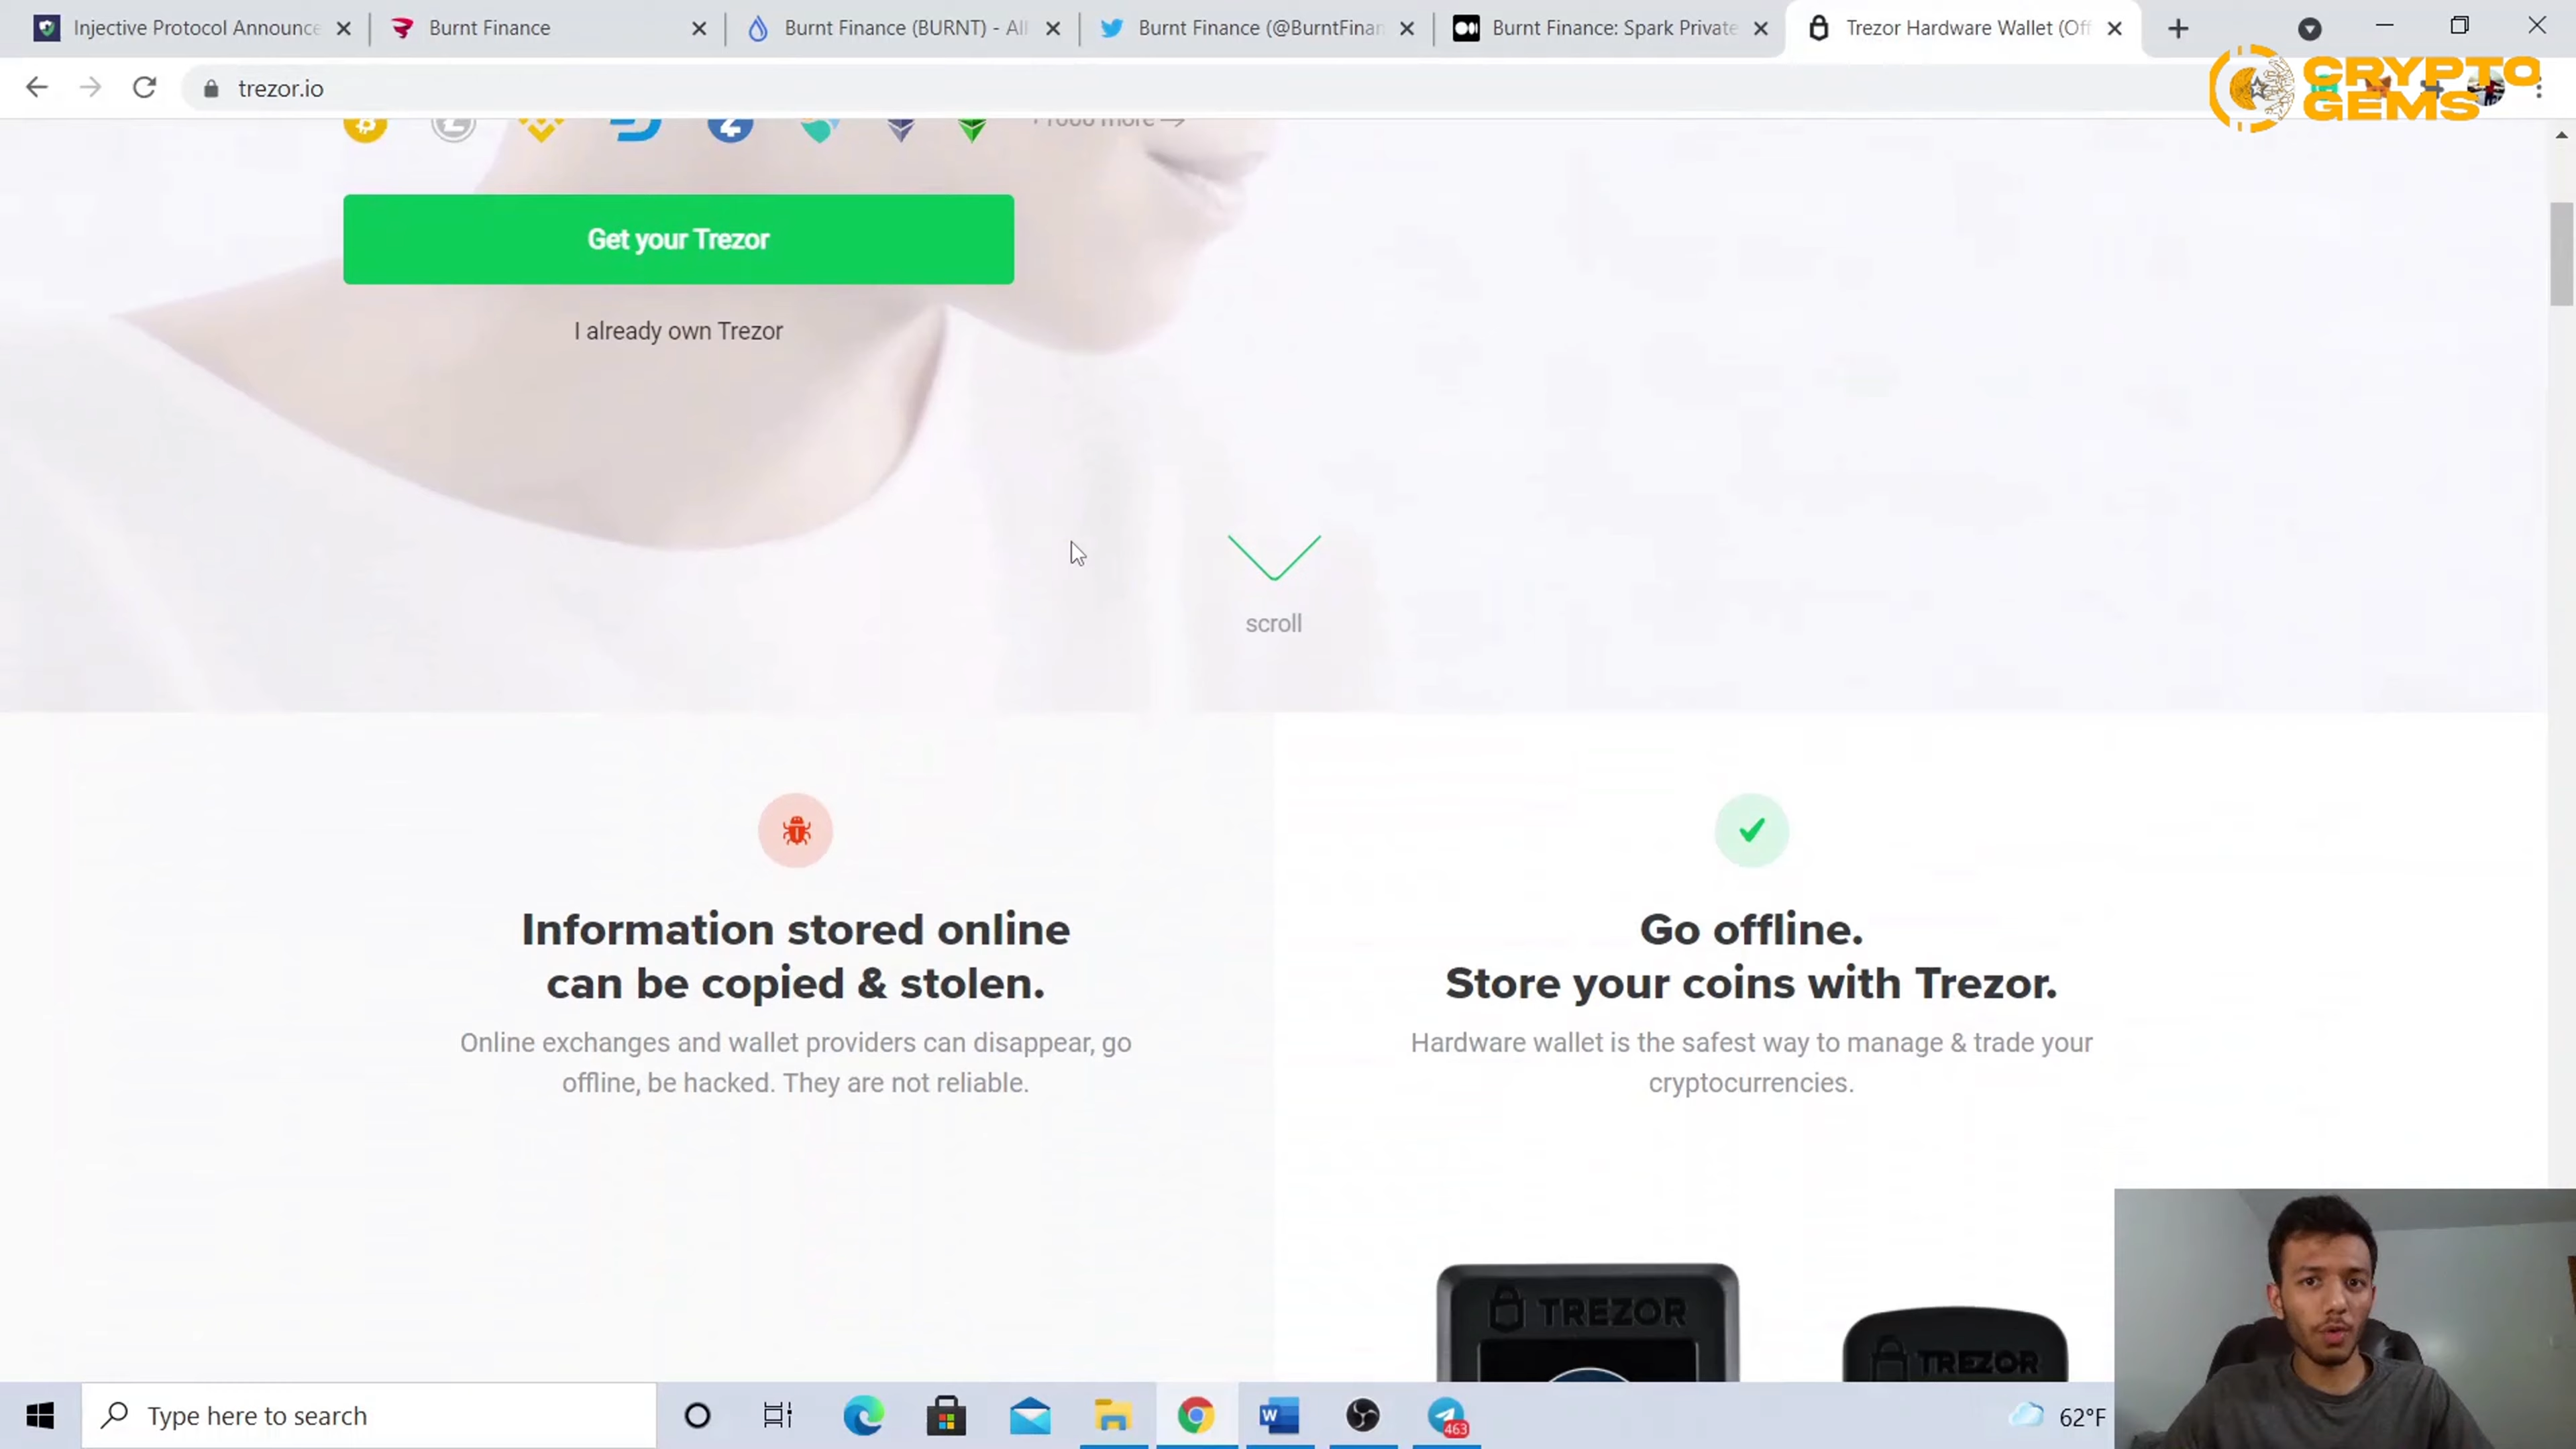 Injective Protocol Announce
Burnt Finance
Burnt Finance (BURNT) - All
Burnt Finance (@BurntFinan
Burnt Finance: Spark Private
Trezor Hardware Wallet (Off
trezor.io
CRYPTO
GEMS
more →
Get your Trezor
I already own Trezor
scroll
Information stored online
can be copied & stolen.
Online exchanges and wallet providers can disappear, go
offline, be hacked. They are not reliable.
Go offline.
Store your coins with Trezor.
Hardware wallet is the safest way to manage & trade your
cryptocurrencies.
TREZOR
TREZOR
Type here to search
W
463
62°F